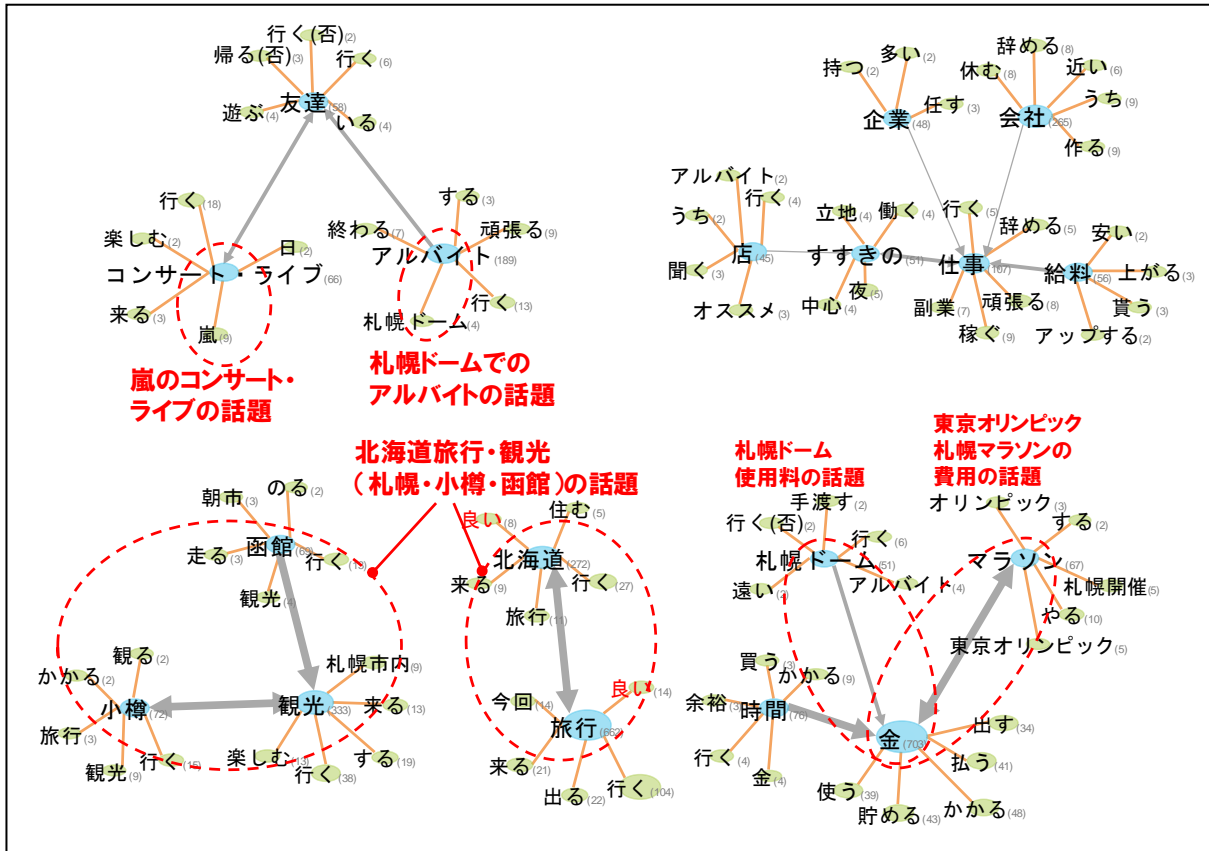 行く(否)(2)
帰る(否)(3)
行く(6)
遊ぶ(4)
友達(58)
いる(4)
行く(18)
楽しむ(2)
日(2)
コンサート・ライブ(66)
来る(3)
嵐(9)
嵐のコンサート・
ライブの話題
する(3)
終わる(7)
頑張る(9)
アルバイト(189)
行く(13)
札幌ドーム(4)
札幌ドームでの
アルバイトの話題
多い(2)
持つ(2)
任す(3)
企業(48)
辞める(8)
休む(8)
近い(6)
うち(9)
会社(265)
作る(9)
アルバイト(2)
行く(4)
うち(2)
店(45)
聞く(3)
オススメ(3)
立地(4)
働く(4)
すすきの(51)
中心(4)
夜(5)
行く(5)
辞める(5)
仕事(107)
副業(7)
頑張る(8)
稼ぐ(9)
安い(2)
給料(56)
上がる(3)
貰う(3)
アップする(2)
北海道旅行・観光
(札幌・小樽・函館)の話題
朝市(3)
のる(2)
函館(69)
走る(3)
行く(13)
観光(4)
観る(2)
かかる(2)
小樽(72)
旅行(3)
観光(9)
行く(15)
札幌市内(9)
観光(333)
来る(13)
楽しむ(13)
行く(38)
する(19)
良い(8)
住む(5)
北海道(272)
来る(9)
行く(27)
旅行(11)
今回(14)
良い(14)
旅行(662)
来る(21)
出る(22)
行く(104)
札幌ドーム
使用料の話題
手渡す(2)
行く(否)(2)
行く(6)
札幌ドーム(51)
遠い(2)
アルバイト(4)
東京オリンピック
札幌マラソンの
費用の話題
オリンピック(3)
する(2)
マラソン(67)
札幌開催(5)
やる(10)
東京オリンピック(5)
買う(3)
かかる(9)
余裕(3)
時間(76)
行く(4)
金(4)
金(703)
出す(34)
払う(41)
使う(39)
貯める(43)
かかる(48)